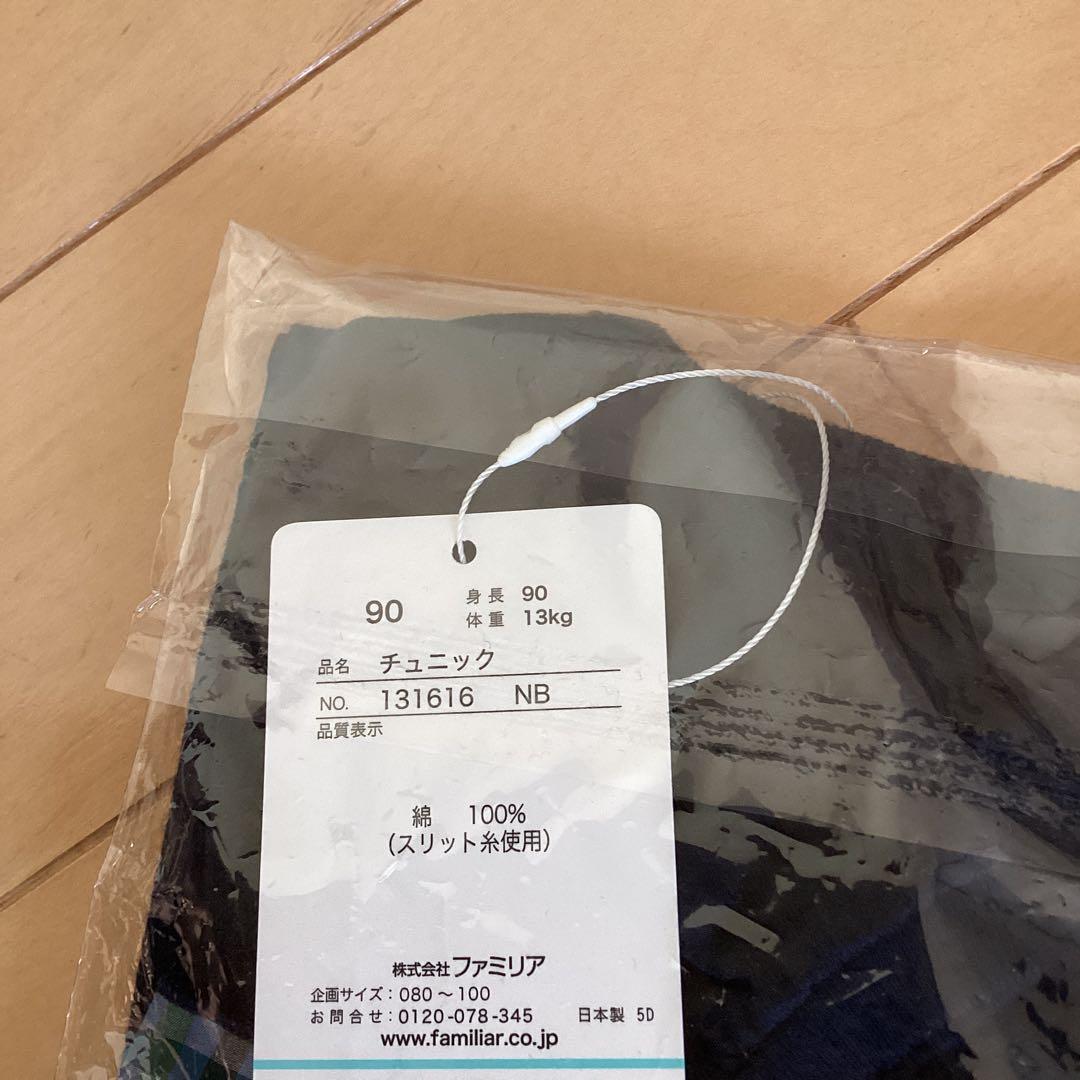 90 身長 90
体重 13kg
品名 チュニック
NO. 131616 NB
品質表示
綿 100%
(スリット糸使用)
株式会社ファミリア
企画サイズ：080～100
お問合せ：0120-078-345 日本製 5D
www.familiar.co.jp